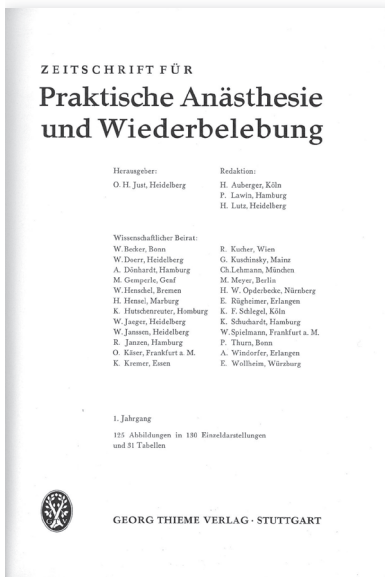 ZEITSCHRIFT FÜR
Praktische Anästhesie
und Wiederbelebung
Herausgeber:
O. H. Just, Heidelberg
Redaktion:
H. Auberger, Köln
P. Lawin, Hamburg
H. Lutz, Heidelberg
Wissenschaftlicher Beirat:
W. Becker, Bonn
W. Doerr, Heidelberg
A. Dönhardt, Hamburg
M. Gemperle, Genf
W. Henschel, Bremen
H. Hensel, Marburg
K. Hutschenreuter, Homburg
W. Jaeger, Heidelberg
W. Janssen, Heidelberg
R. Janzen, Hamburg
O. Käser, Frankfurt a. M.
K. Kremer, Essen
R. Kucher, Wien
G. Kuschinsky, Mainz
Ch. Lehmann, München
M. Meyer, Berlin
H. W. Opderbecke, Nürnberg
E. Rügheimer, Erlangen
K. F. Schlegel, Köln
K. Schuchardt, Hamburg
W. Spielmann, Frankfurt a. M.
P. Thurn, Bonn
A. Windorfer, Erlangen
E. Wollheim, Würzburg
1. Jahrgang
125 Abbildungen in 130 Einzeldarstellungen
und 31 Tabellen
GEORG THIEME VERLAG · STUTTGART